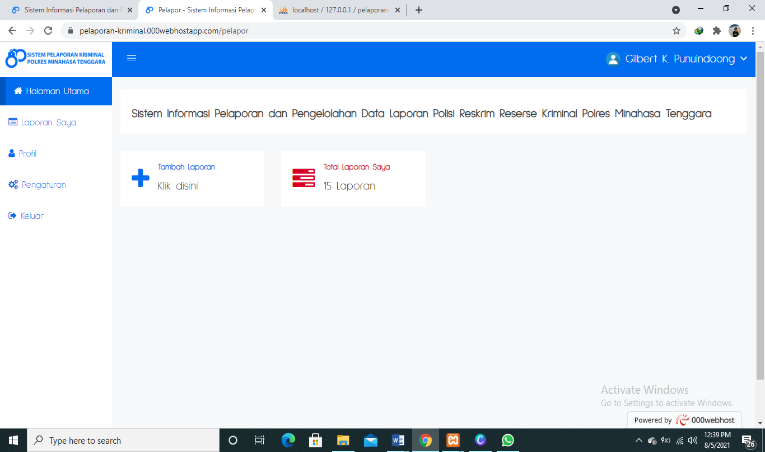 Sistem Informasi Pelaporan dan
Pelapor - Sistem Informasi Pelap
localhost / 127.0.0.1 / pelaporan
pelaporan-kriminal.000webhostapp.com/pelapor
SISTEM PELAPORAN KRIMINAL
POLRES MINAHASA TENGGARA
Gilbert K. Punuindoong
Halaman Utama
Laporan Saya
Profil
Pengaturan
Keluar
Sistem Informasi Pelaporan dan Pengelolahan Data Laporan Polisi Reskrim Reserse Kriminal Polres Minahasa Tenggara
Tambah Laporan
Klik disini
Total Laporan Saya
15 Laporan
Activate Windows
Go to Settings to activate Windows.
Powered by 000webhost
Type here to search
12:39 PM
8/5/2021
26